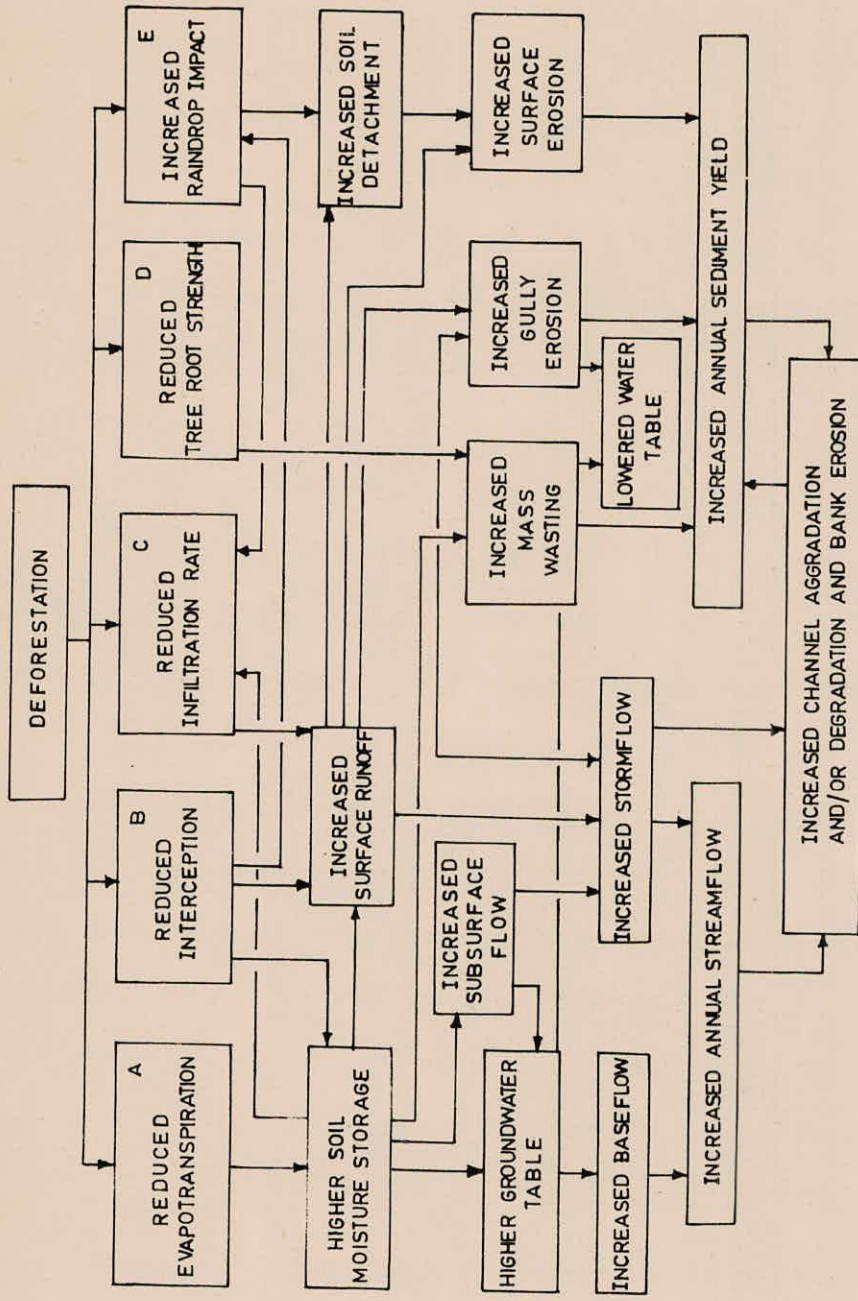 DEFORESTATION
A
REDUCED
EVAPOTRANSPIRATION
B
REDUCED
INTERCEPTION
C
REDUCED
INFILTRATION RATE
D
REDUCED
TREE ROOT STRENGTH
E
INCREASED
RAINDROP IMPACT
HIGHER SOIL
MOISTURE STORAGE
INCREASED
SURFACE RUNOFF
INCREASED SOIL
DETACHMENT
HIGHER GROUNDWATER
TABLE
INCREASED
SUBSURFACE
FLOW
INCREASED
MASS
WASTING
INCREASED
GULLY
EROSION
INCREASED
SURFACE
EROSION
INCREASED BASEFLOW
INCREASED STORMFLOW
LOWERED WATER
TABLE
INCREASED ANNUAL STREAMFLOW
INCREASED ANNUAL SEDIMENT YIELD
INCREASED CHANNEL AGGRADATION
AND/OR DEGRADATION AND BANK EROSION